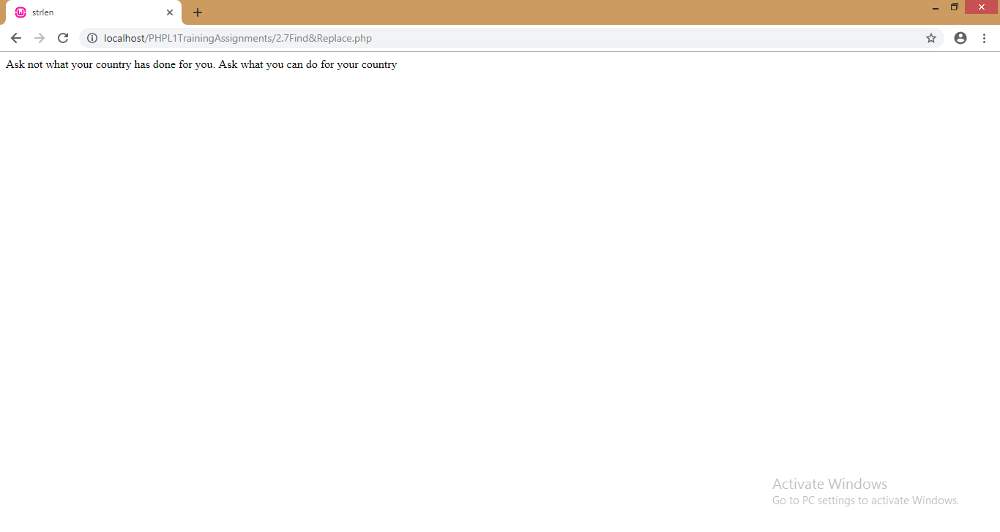 strlen
localhost/PHPL1TrainingAssignments/2.7Find&Replace.php
Ask not what your country has done for you. Ask what you can do for your country
Activate Windows
Go to PC settings to activate Windows.